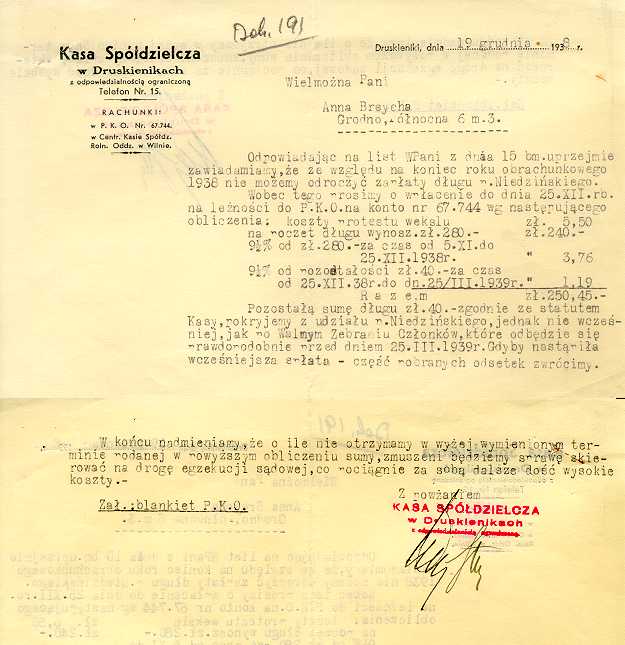 Dok. 191
Kasa Spółdzielcza
w Druskienikach
z odpowiedzialnością ograniczoną
Telefon Nr. 15.
RACHUNKI:
w P. K. O. Nr. 67.744.
w Centr. Kasie Spółdz.
Roln. Oddz. w Wilnie.
Druskieniki, dnia 19 grudnia 1938 r.
Wielmożna Pani
Anna Brsycha
Grodno, ółnocna 6 m.3.
Odpowiadając na list WPani z dnia 15 bm.uprzejmie
zawiadamiamy,że ze względu na koniec roku obrachunkowego
1938 nie możemy odroczyć zapłaty długu p.Niedzińskiego.
Wobec tego prosimy o wpłacenie do dnia 25.XII.rb.
na leżności do P.K.O.na konto nr 67.744 wg następującego
obliczenia: koszty protestu wekslu zł. 5,50
na poczet długu wynosz.zł.280.- zł.240.-
9½% od zł.280.-za czas od 5.XI.do
25.XII.1938r. " 3,76
9½% od pozostałości zł.40.-za czas
od 25.XII.38r.do dn.25/III.1939r." 1.19
R a z e m zł.250,45.-
Pozostałą sumę długu zł.40.-zgodnie ze statutem
Kasy,pokryjemy z udziału p.Niedzińskiego,jednak nie wcześ-
niej,jak po Walnym Zebraniu Członków,które odbędzie się
prawdopodobnie przed dniem 25.III.1939r.Gdyby nastąpiła
wcześniejsza spłata - część pobranych odsetek zwrócimy.
W końcu nadmieniamy,że o ile nie otrzymamy w wyżej wymienionym ter-
minie podanej w powyższym obliczeniu sumy,zmuszeni będziemy sprawę skie-
rować na drogę egzekucji sądowej,co pociągnie za sobą dalsze dość wysokie
koszty.-
Z poważaniem
Zał.:blankiet P.K.O.
KASA SPÓŁDZIELCZA
w Druskienikach
z odpowiedzialnością ograniczoną